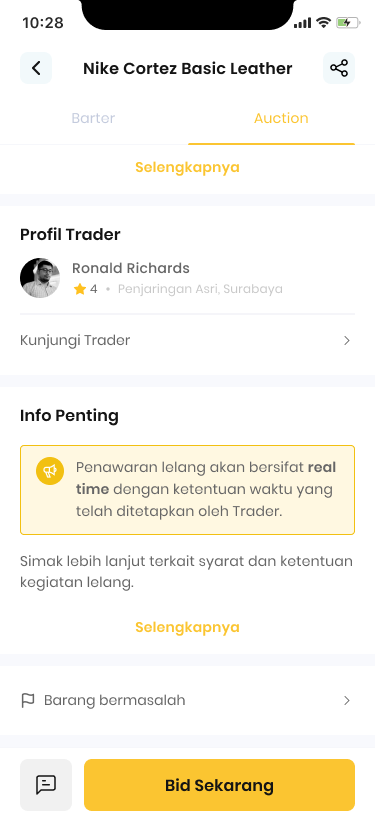 10:28
Nike Cortez Basic Leather
Barter
Auction
Selengkapnya
Profil Trader
Ronald Richards
4 • Penjaringan Asri, Surabaya
Kunjungi Trader
Info Penting
Penawaran lelang akan bersifat real
time dengan ketentuan waktu yang
telah ditetapkan oleh Trader.
Simak lebih lanjut terkait syarat dan ketentuan
kegiatan lelang.
Selengkapnya
Barang bermasalah
Bid Sekarang